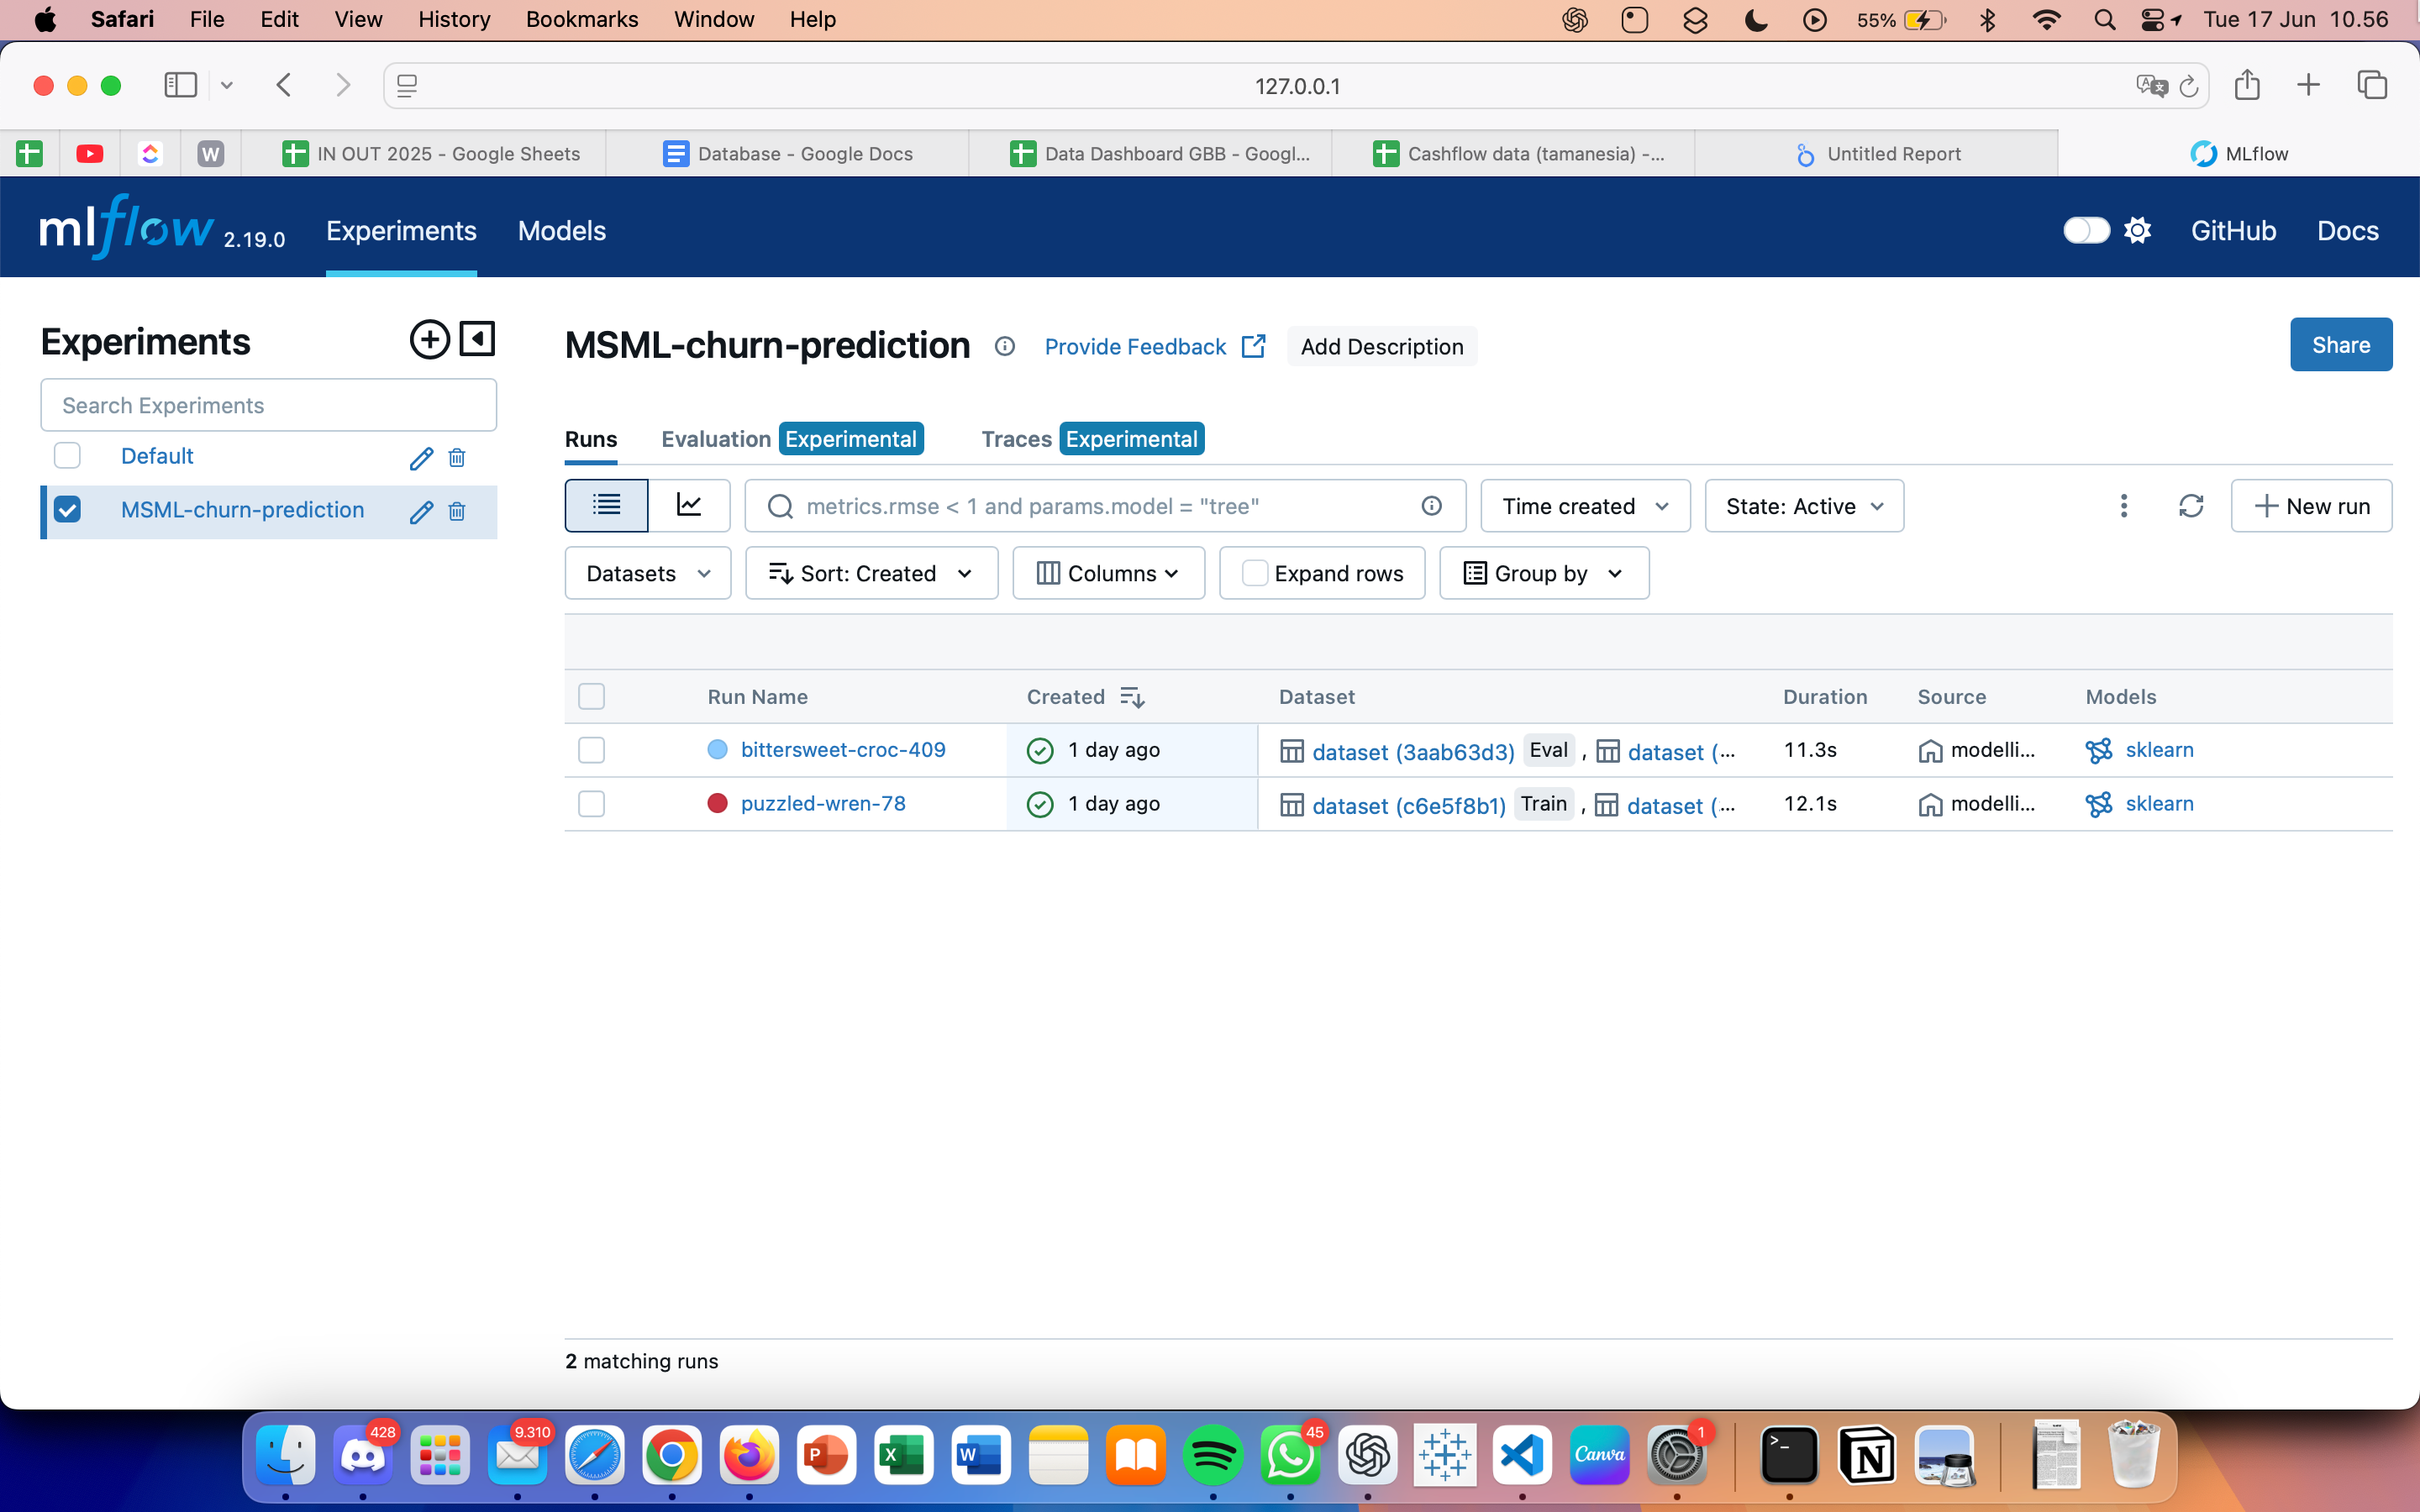 Safari File Edit View History Bookmarks Window Help 55% Tue 17 Jun 10.56
127.0.0.1
W IN OUT 2025 - Google Sheets Database - Google Docs Data Dashboard GBB - Googl... Cashflow data (tamanesia) -... Untitled Report MLflow
mlflow 2.19.0 Experiments Models GitHub Docs
Experiments
Search Experiments
Default
MSML-churn-prediction
MSML-churn-prediction Provide Feedback Add Description Share
Runs Evaluation Experimental Traces Experimental
metrics.rmse < 1 and params.model = "tree" Time created State: Active New run
Datasets Sort: Created Columns Expand rows Group by
Run Name Created Dataset Duration Source Models
bittersweet-croc-409 1 day ago dataset (3aab63d3) Eval , dataset (... 11.3s modelli... sklearn
puzzled-wren-78 1 day ago dataset (c6e5f8b1) Train , dataset (... 12.1s modelli... sklearn
2 matching runs
428 9.310 P X W 45 Canva 1 >_ N